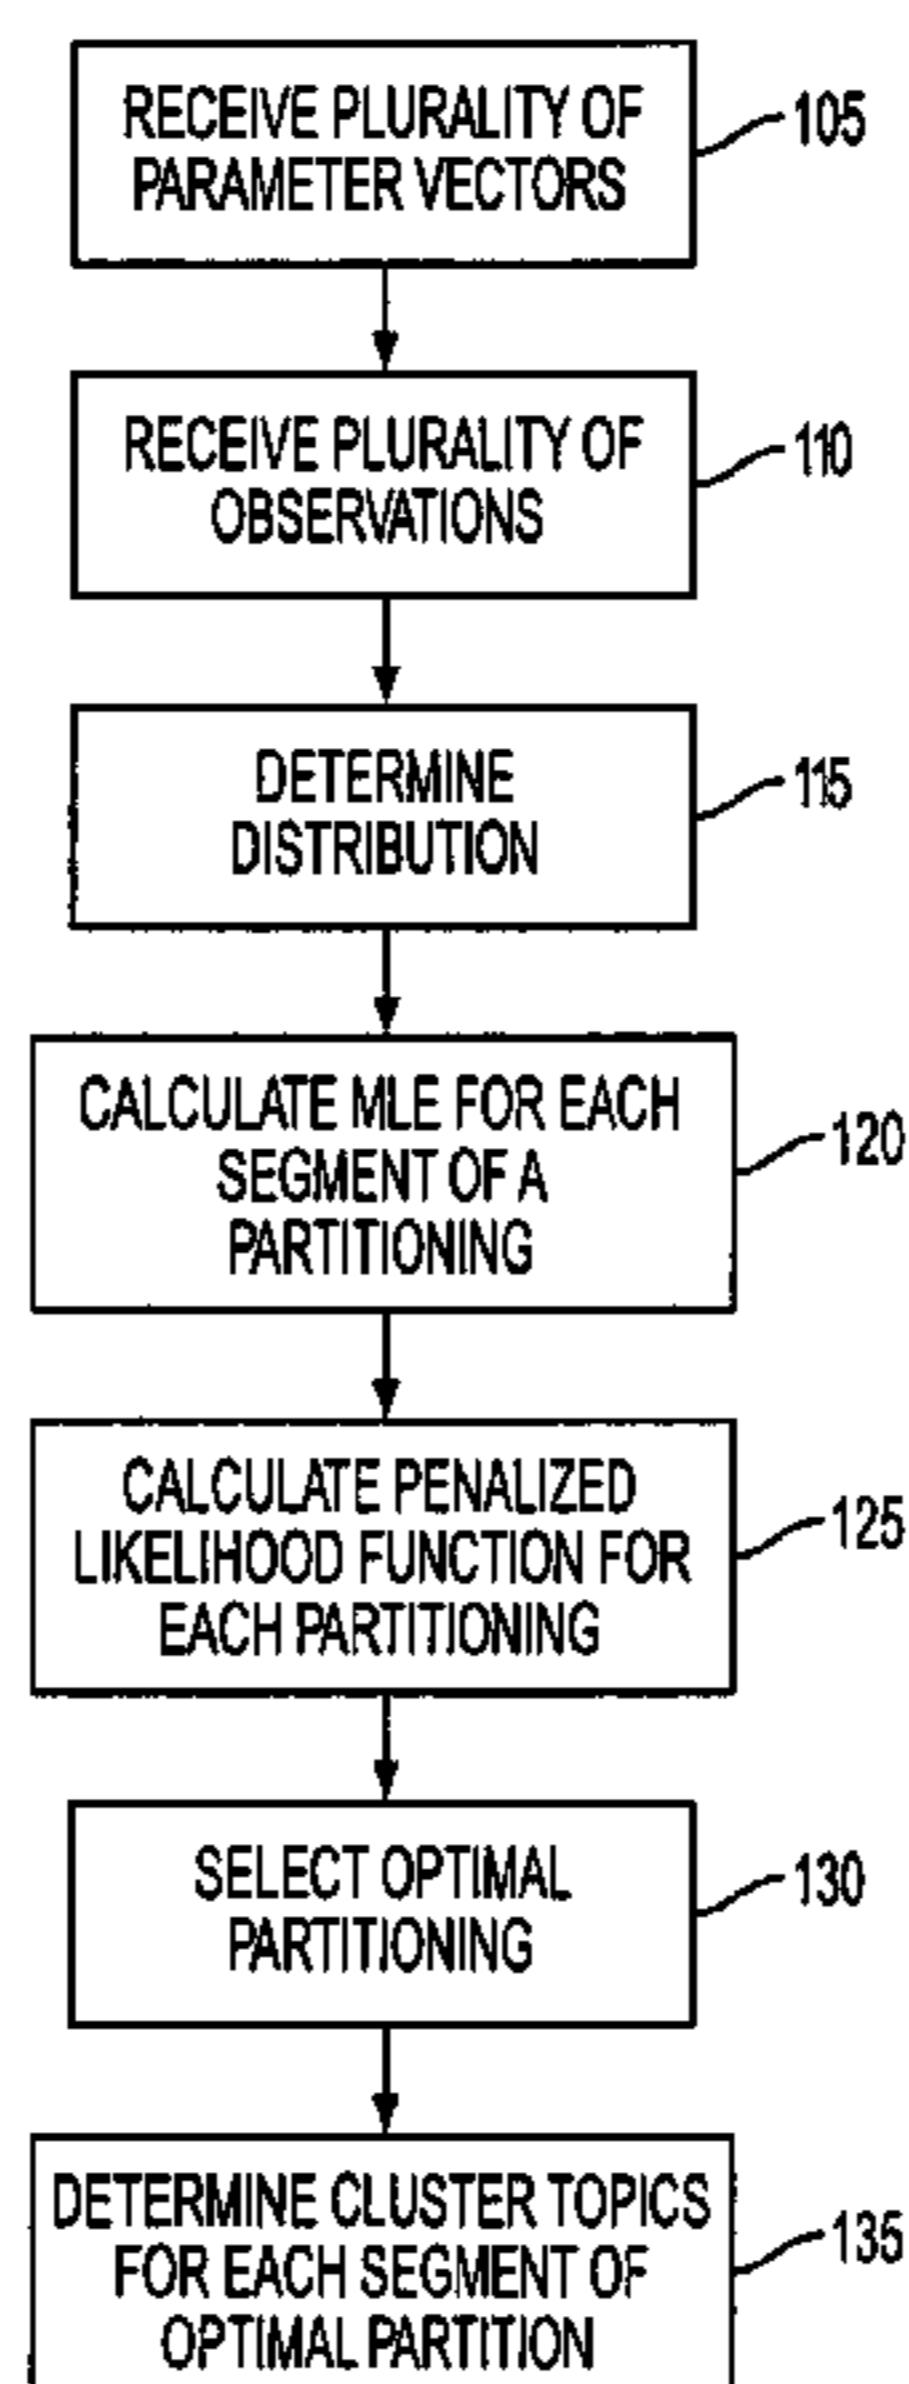 RECEIVE PLURALITY OF
PARAMETER VECTORS
105
RECEIVE PLURALITY OF
OBSERVATIONS
110
DETERMINE
DISTRIBUTION
115
CALCULATE MLE FOR EACH
SEGMENT OF A
PARTITIONING
120
CALCULATE PENALIZED
LIKELIHOOD FUNCTION FOR
EACH PARTITIONING
125
SELECT OPTIMAL
PARTITIONING
130
DETERMINE CLUSTER TOPICS
FOR EACH SEGMENT OF
OPTIMAL PARTITION
135